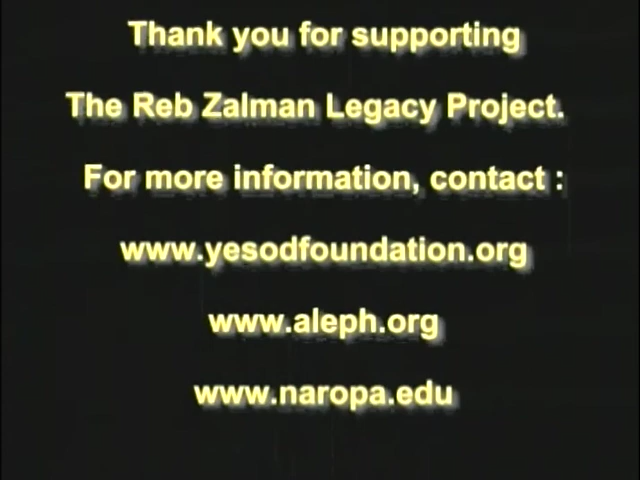 Thank you for supporting
The Reb Zalman Legacy Project.
For more information, contact :
www.yesodfoundation.org
www.aleph.org
www.naropa.edu